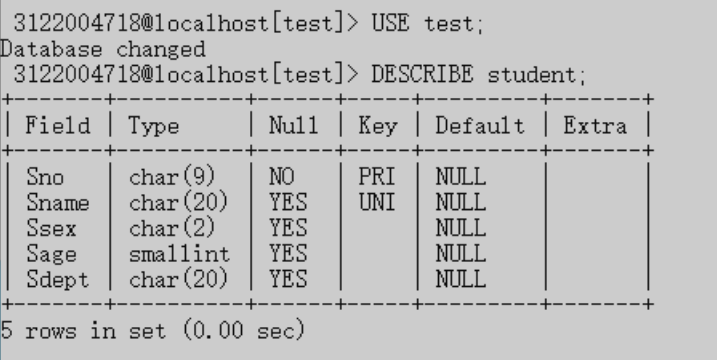 3122004718@localhost[test]> USE test;
Database changed
3122004718@localhost[test]> DESCRIBE student;
+-------+----------+------+-----+---------+-------+
| Field | Type | Null | Key | Default | Extra |
+-------+----------+------+-----+---------+-------+
| Sno | char(9) | NO | PRI | NULL | |
| Sname | char(20) | YES | UNI | NULL | |
| Ssex | char(2) | YES | | NULL | |
| Sage | smallint | YES | | NULL | |
| Sdept | char(20) | YES | | NULL | |
+-------+----------+------+-----+---------+-------+
5 rows in set (0.00 sec)